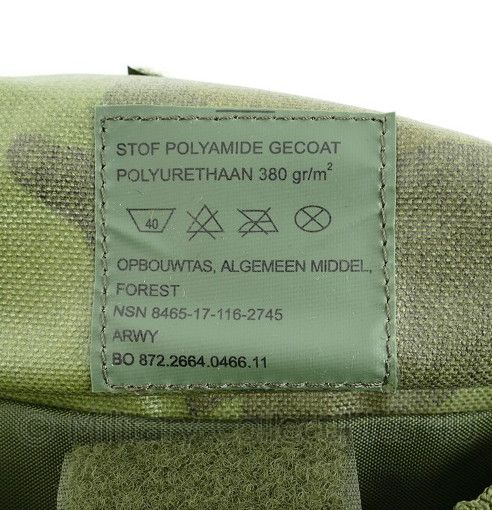 STOF POLYAMIDE GECOAT
POLYURETHAAN 380 gr/m²
40
OPBOUWTAS, ALGEMEEN MIDDEL,
FOREST
NSN 8465-17-116-2745
ARWY
BO 872.2664.0466.11